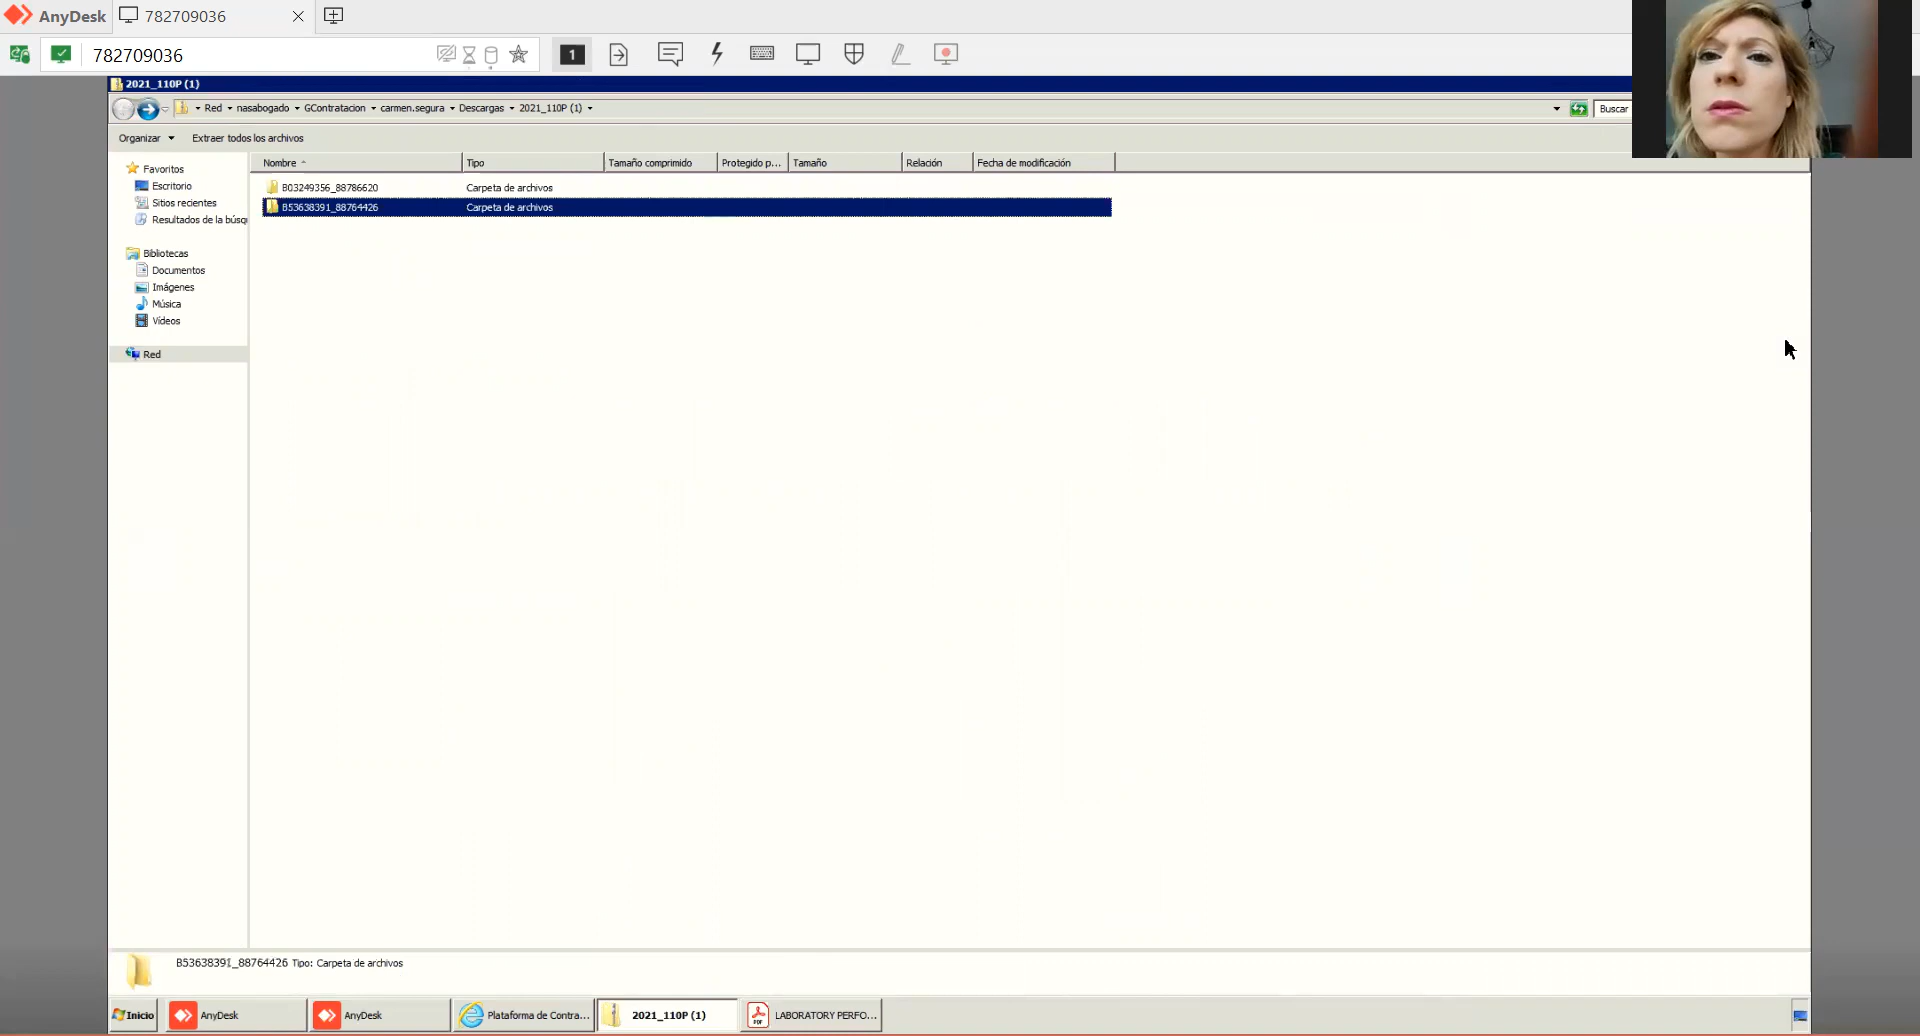 AnyDesk 782709036
782709036 1
2021_110P (1)
Red nasabogado GContratacion carmen.segura Descargas 2021_110P (1) Buscar
Organizar Extraer todos los archivos
Nombre Tipo Tamaño comprimido Protegido p... Tamaño Relación Fecha de modificación
Favoritos
Escritorio
Sitios recientes
Resultados de la búsqu
Bibliotecas
Documentos
Imágenes
Música
Vídeos
Red
B03249356_88786620 Carpeta de archivos
B53638391_88764426 Carpeta de archivos
B53638391_88764426 Tipo: Carpeta de archivos
Inicio AnyDesk AnyDesk Plataforma de Contra... 2021_110P (1) LABORATORY PERFO...